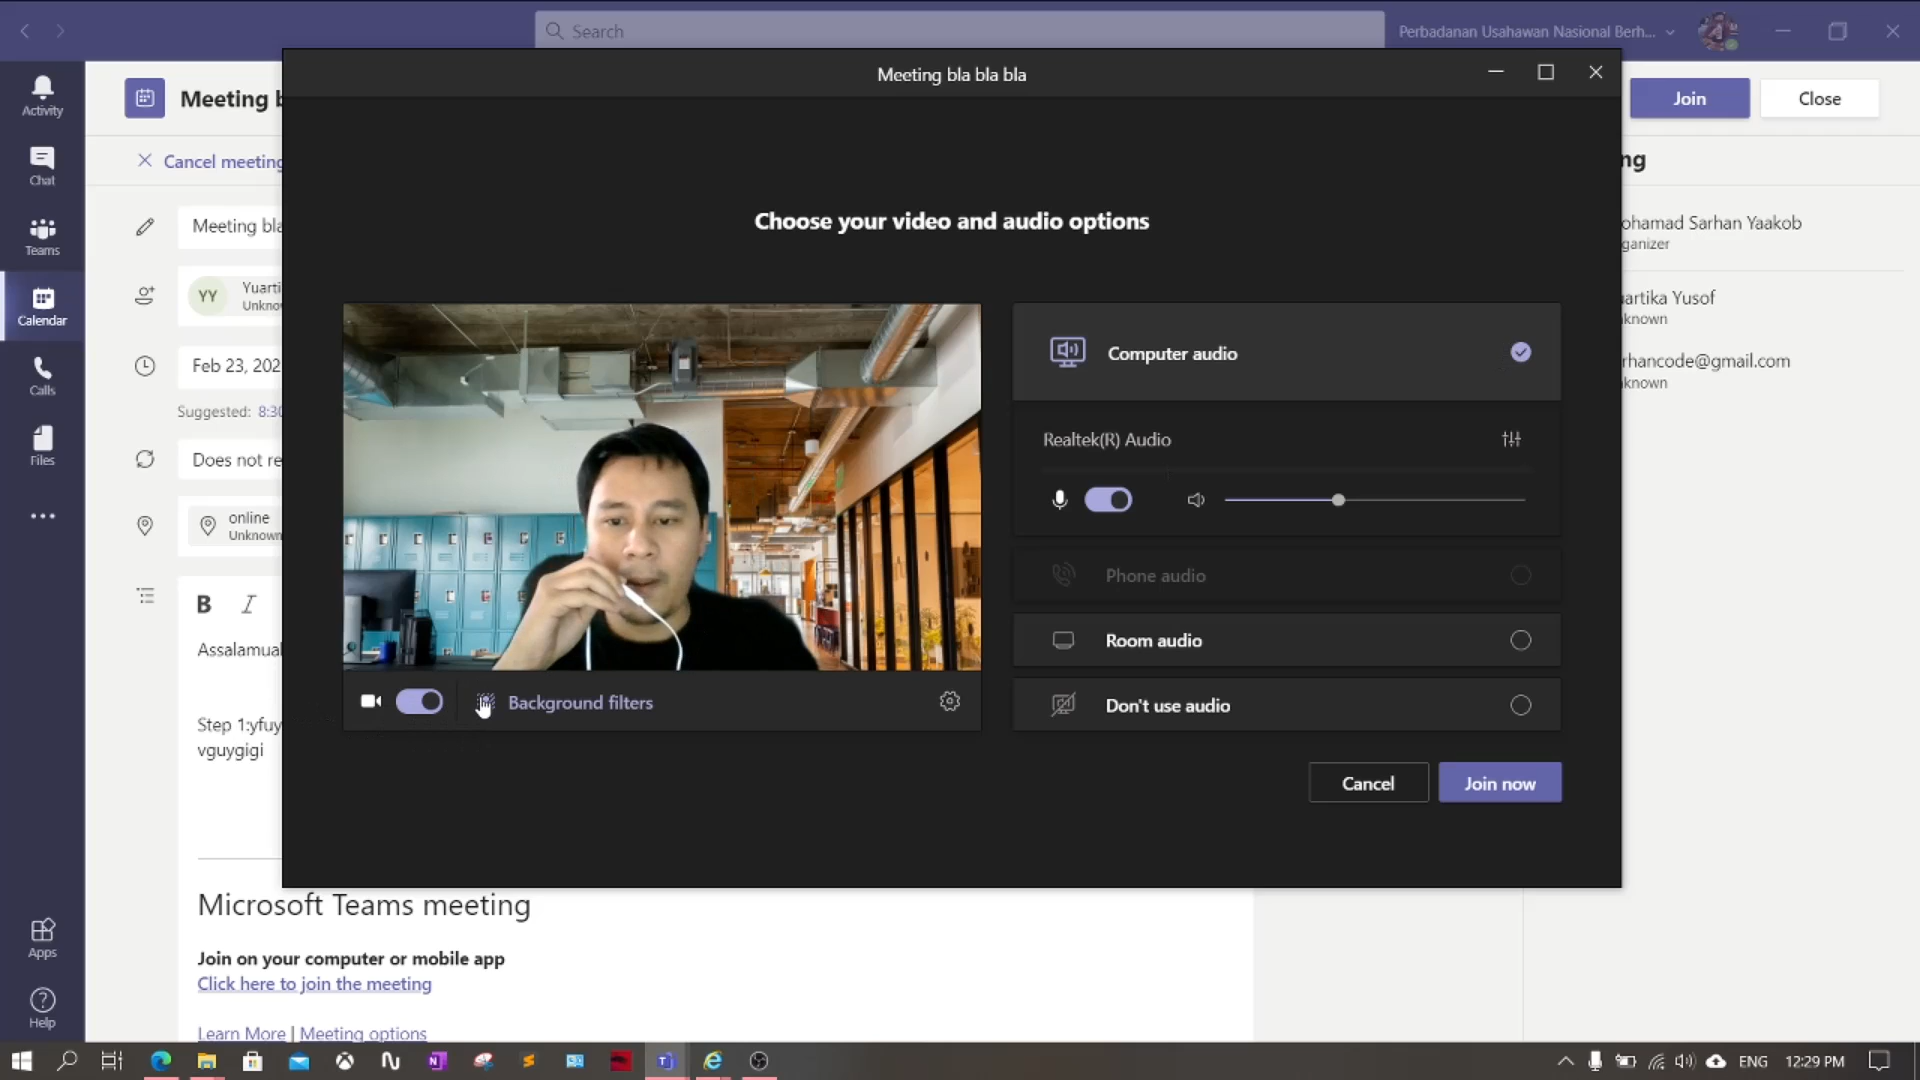 Search
Perbadanan Usahawan Nasional Berh...
Activity
Chat
Teams
Calendar
Calls
Files
Apps
Help
Meeting b
Join
Close
Cancel meeting
Meeting bla
YY
Yuarti
Unkno
Feb 23, 202
Suggested: 8:30
Does not re
online
Unknown
B I
Assalamual
Step 1:yfuy
vguygigi
Microsoft Teams meeting
Join on your computer or mobile app
Click here to join the meeting
Learn More | Meeting options
Meeting bla bla bla
Choose your video and audio options
Background filters
Computer audio
Realtek(R) Audio
Phone audio
Room audio
Don't use audio
Cancel
Join now
ng
ohamad Sarhan Yaakob
ganizer
artika Yusof
known
rhancode@gmail.com
known
ENG
12:29 PM